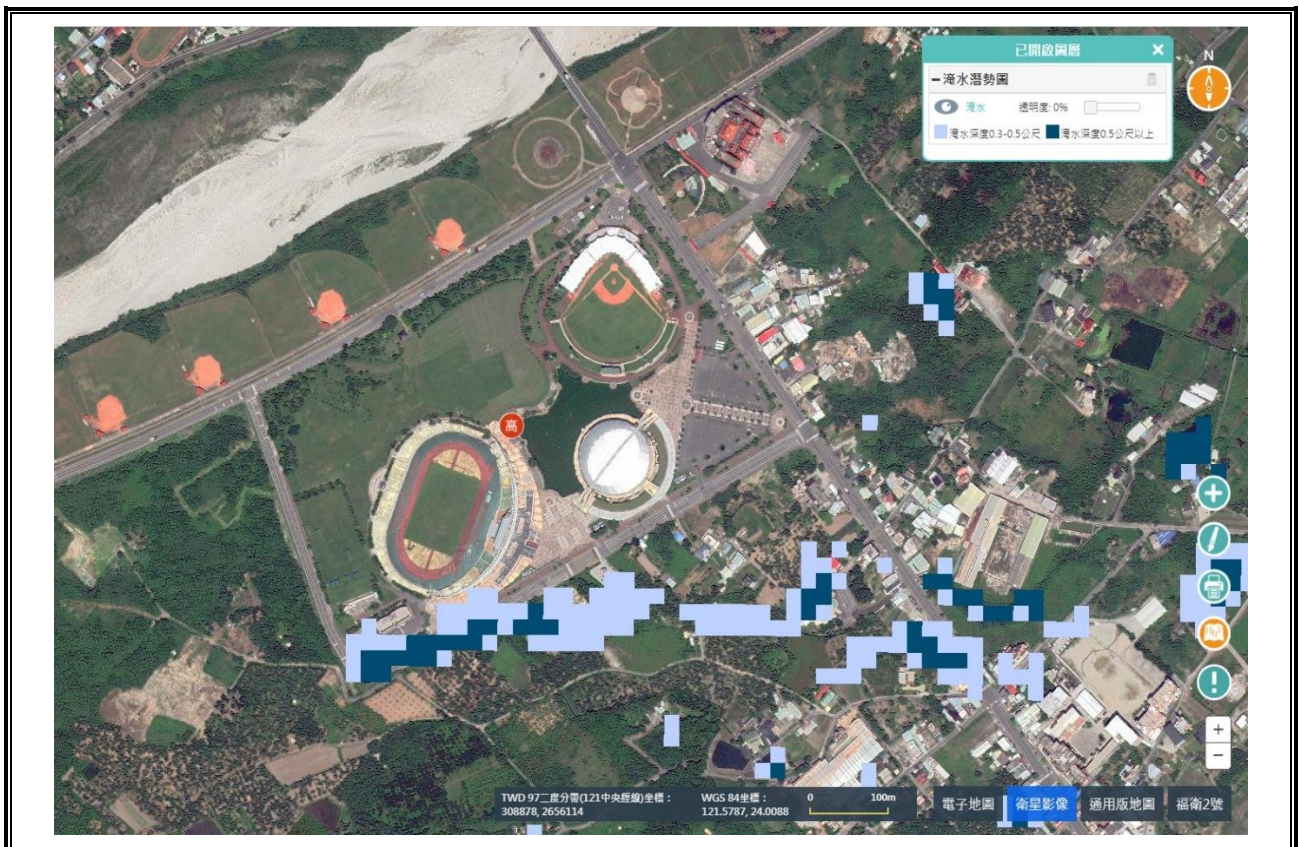 已開啟圖層
N
淹水潛勢圖
淹水 透明度: 0%
淹水深度0.3-0.5公尺 淹水深度0.5公尺以上
高
TWD 97二度分帶(121中央經線)坐標：
308878, 2656114
WGS 84坐標：
121.5787, 24.0088
0 100m
電子地圖 衛星影像 通用版地圖 福衛2號